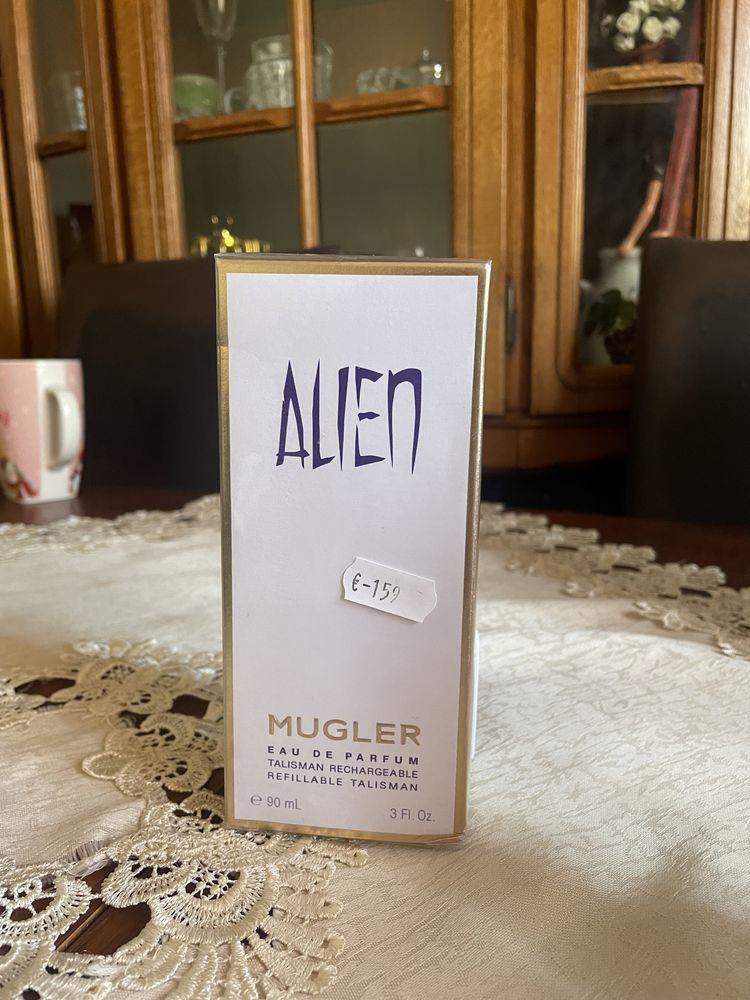 ALIEN
€-159
MUGLER
EAU DE PARFUM
TALISMAN RECHARGEABLE
REFILLABLE TALISMAN
e 90 mL
3 Fl. Oz.